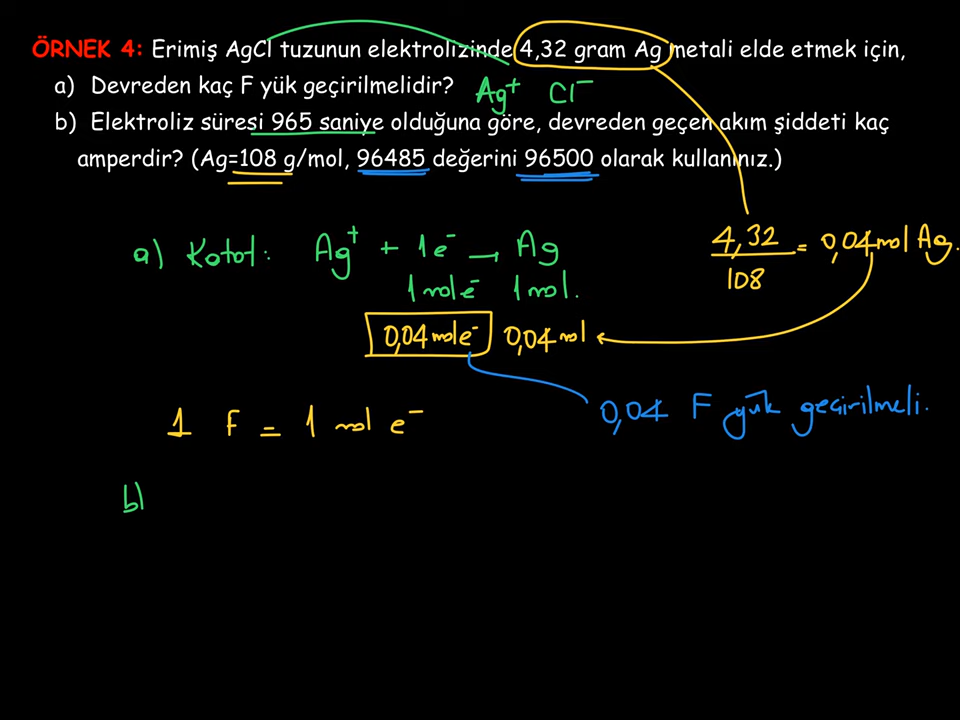 ÖRNEK 4: Erimiş AgCl tuzunun elektrolizinde 4,32 gram Ag metali elde etmek için,
a) Devreden kaç F yük geçirilmelidir? Ag⁺ Cl⁻
b) Elektroliz süresi 965 saniye olduğuna göre, devreden geçen akım şiddeti kaç
amperdir? (Ag=108 g/mol, 96485 değerini 96500 olarak kullanınız.)
a) Katot: Ag⁺ + 1e⁻ → Ag
1 mol e⁻ 1 mol.
0,04 mol e⁻ 0,04 mol
4,32 / 108 = 0,04 mol Ag.
0,04 F yük geçirilmeli.
1 F = 1 mol e⁻
b)